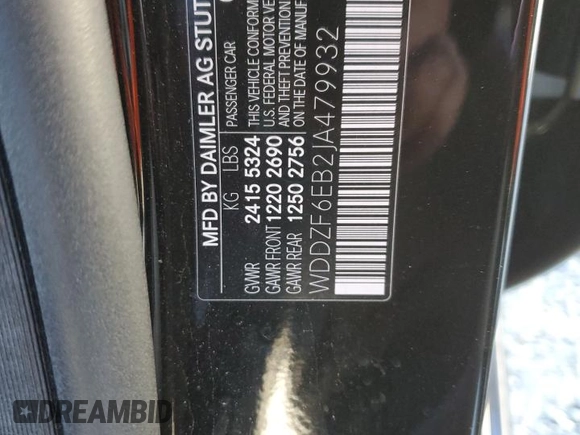 MFD BY DAIMLER AG STUT
PASSENGER CAR
KG LBS
GVWR 2415 5324
GAWR FRONT 1220 2690
GAWR REAR 1250 2756
THIS VEHICLE CONFORM
U.S. FEDERAL MOTOR VE
AND THEFT PREVENTION
ON THE DATE OF MANUF
WDDZF6EB2JA479932
DREAMBID